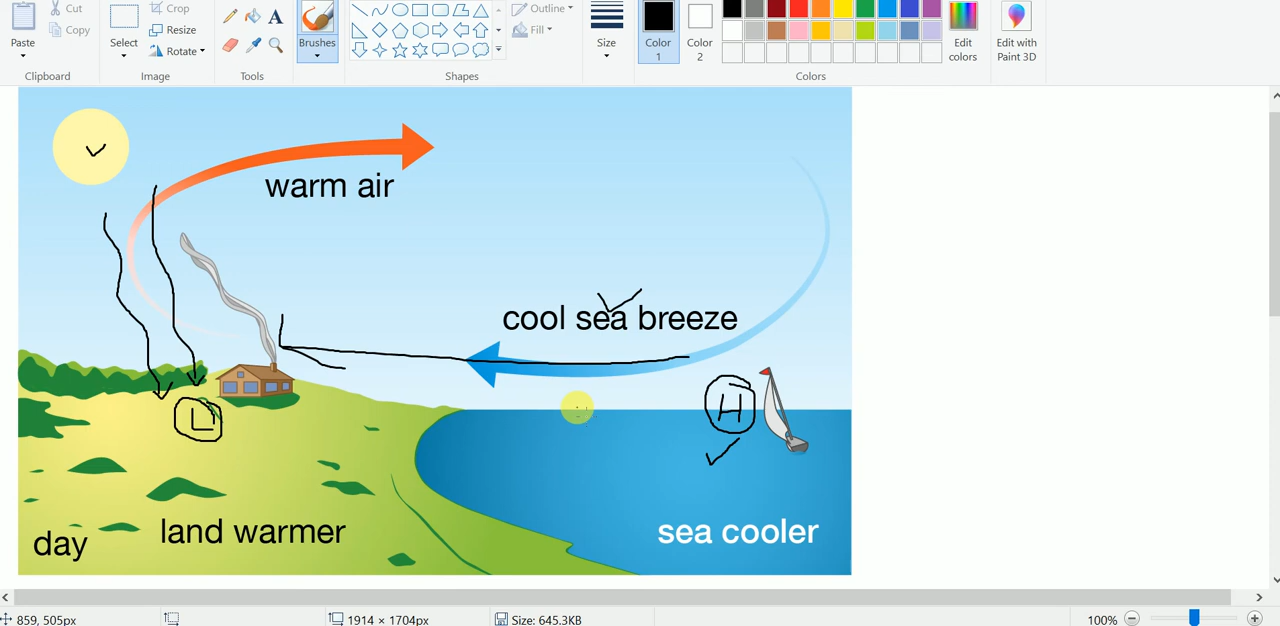 Cut
Copy
Paste
Clipboard
Select
Crop
Resize
Rotate
Image
A
Tools
Brushes
Outline
Fill
Shapes
Size
Color
1
Color
2
Colors
Edit
colors
Edit with
Paint 3D
warm air
cool sea breeze
H
L
land warmer
sea cooler
day
859, 505px
1914 × 1704px
Size: 645.3KB
100%